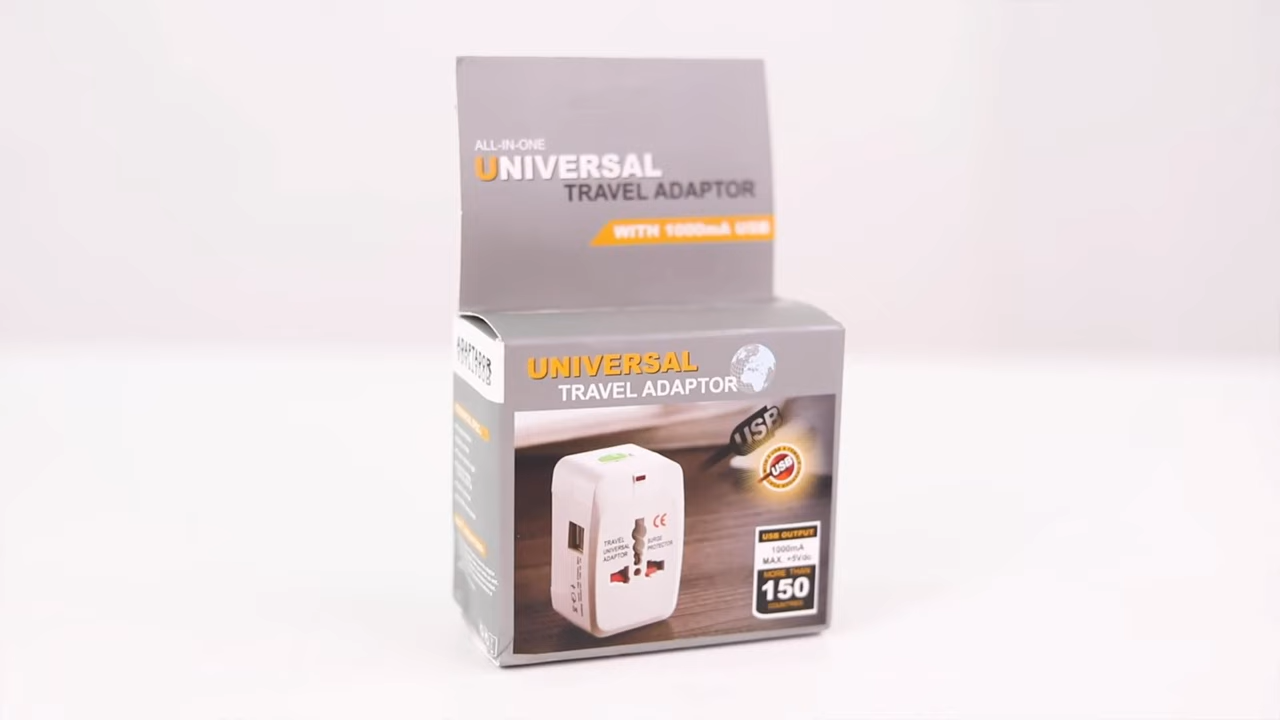 ALL-IN-ONE
UNIVERSAL
TRAVEL ADAPTOR
WITH 1000mA USB
UNIVERSAL
TRAVEL ADAPTOR
USB
USB
TRAVEL
UNIVERSAL
ADAPTOR
SURGE
PROTECTOR
CE
USB OUTPUT
1000mA
MAX. +5Vdc
MORE THAN
150
COUNTRIES